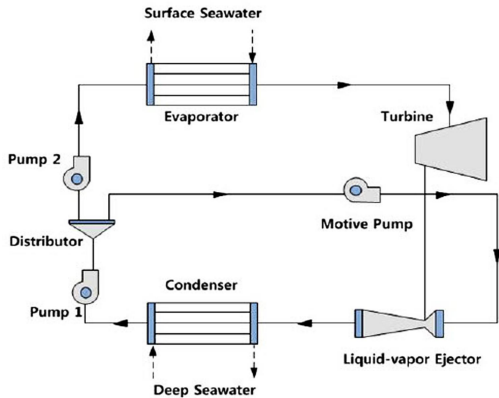 Surface Seawater
Evaporator
Turbine
Pump 2
Motive Pump
Distributor
Condenser
Pump 1
Liquid-vapor Ejector
Deep Seawater